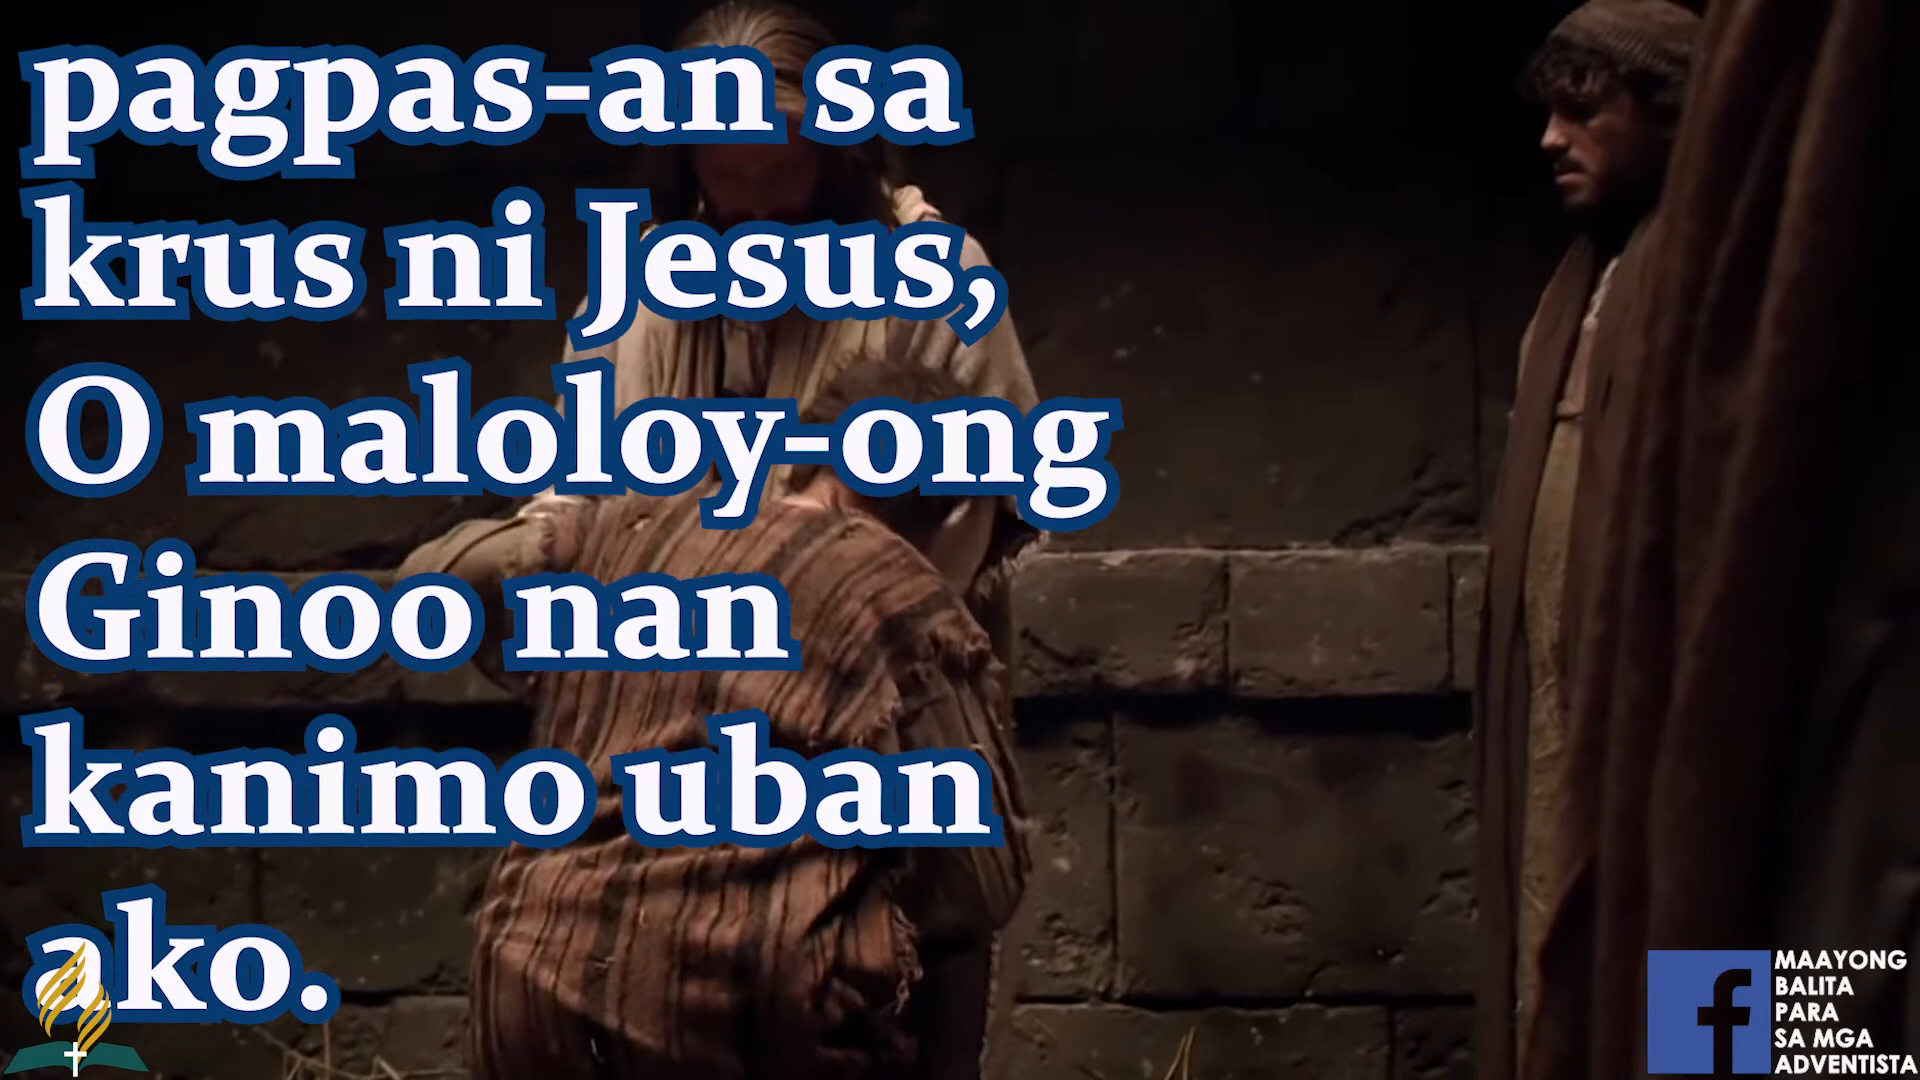 pagpas-an sa
krus ni Jesus,
O maloloy-ong
Ginoo nan
kanimo uban
ako.
MAAYONG
BALITA
PARA
SA MGA
ADVENTISTA